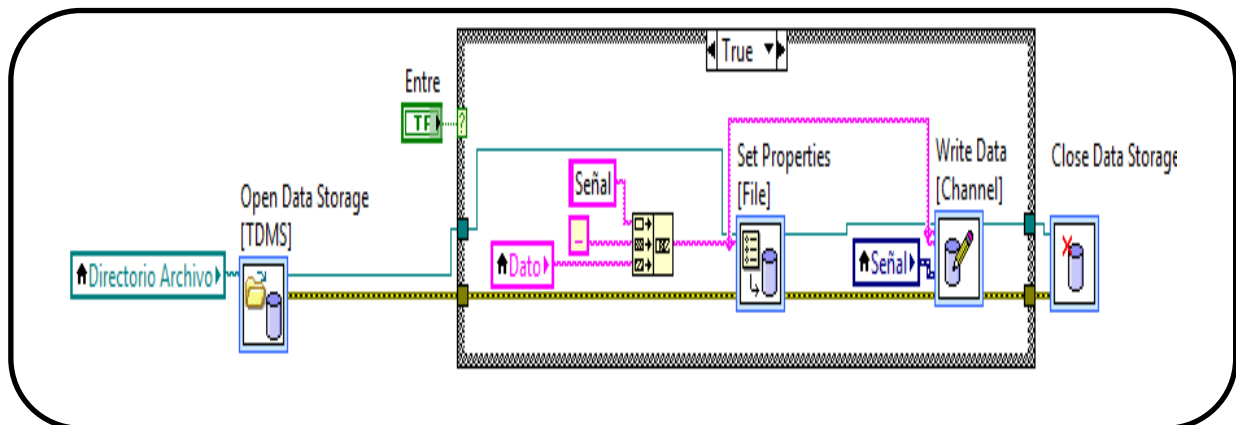 True
Entre
TF
?
Open Data Storage
[TDMS]
Directorio Archivo
Señal
_
Dato
Set Properties
[File]
Señal
Write Data
[Channel]
Close Data Storage